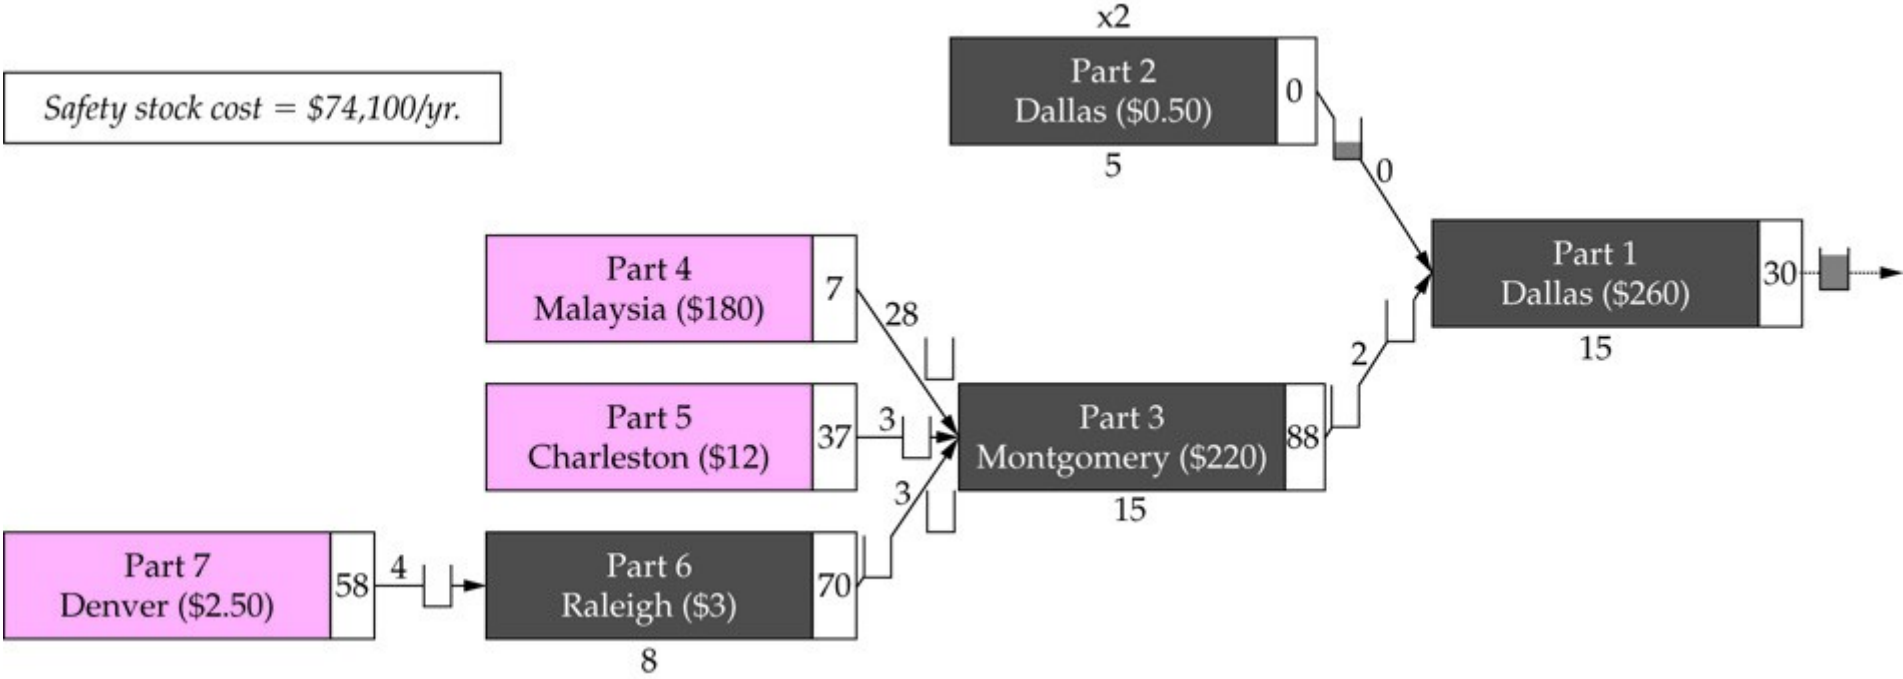 x2
Part 2
Dallas ($0.50)
0
5
Safety stock cost = $74,100/yr.
0
Part 1
Dallas ($260)
30
15
Part 4
Malaysia ($180)
7
28
2
Part 5
Charleston ($12)
37
3
Part 3
Montgomery ($220)
88
15
3
Part 7
Denver ($2.50)
58
4
Part 6
Raleigh ($3)
70
8